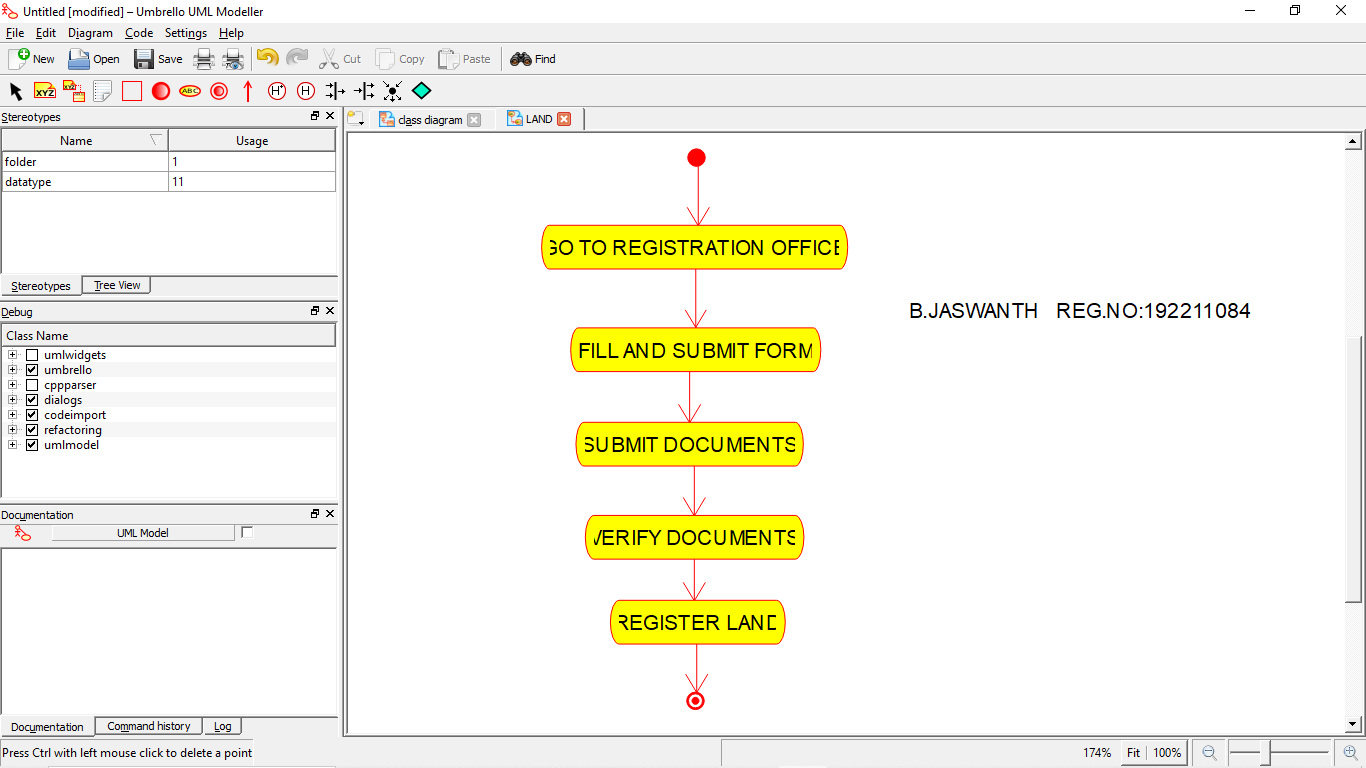 Untitled [modified] – Umbrello UML Modeller
File Edit Diagram Code Settings Help
New Open Save Cut Copy Paste Find
XYZ XYZ ABC H* H
Stereotypes
class diagram LAND
Name Usage
folder 1
datatype 11
Stereotypes Tree View
Debug
Class Name
umlwidgets
umbrello
cppparser
dialogs
codeimport
refactoring
umlmodel
Documentation
UML Model
Documentation Command history Log
GO TO REGISTRATION OFFICE
B.JASWANTH REG.NO:192211084
FILL AND SUBMIT FORM
SUBMIT DOCUMENTS
VERIFY DOCUMENTS
REGISTER LAND
Press Ctrl with left mouse click to delete a point
174% Fit 100%